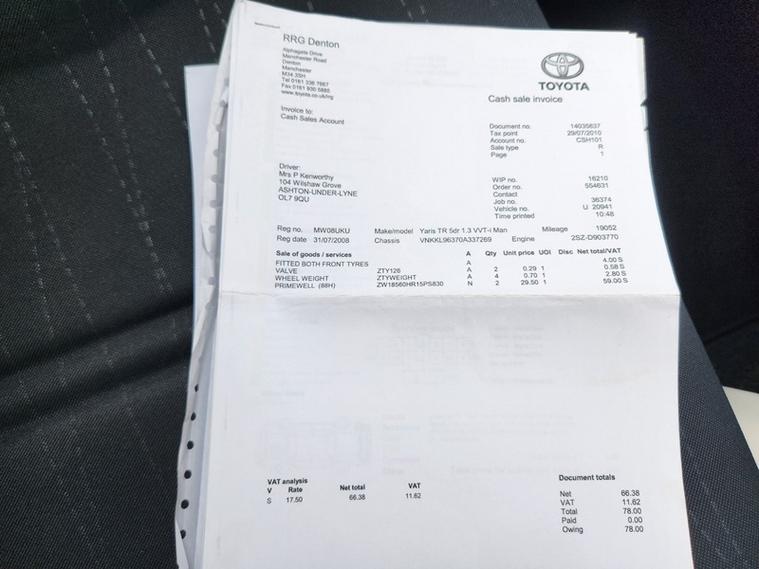 RRG Denton
Alphagate Drive
Manchester Road
Denton
Manchester
M34 3SH
Tel 0161 336 7667
Fax 0161 930 6885
www.toyota.co.uk/rrg
TOYOTA
Cash sale invoice
Invoice to:
Cash Sales Account
Document no. 14035637
Tax point 29/07/2010
Account no. CSH101
Sale type R
Page 1
Driver:
Mrs P Kenworthy
104 Wilshaw Grove
ASHTON-UNDER-LYNE
OL7 9QU
WIP no. 16210
Order no. 554631
Contact
Job no. 36374
Vehicle no. U 20941
Time printed 10:48
Reg no. MW08UKU Make/model Yaris TR 5dr 1.3 VVT-i Man Mileage 19052
Reg date 31/07/2008 Chassis VNKKL96370A337269 Engine 2SZ-D903770
Sale of goods / services A Qty Unit price UGI Disc Net total/VAT
FITTED BOTH FRONT TYRES A 4.00 S
VALVE ZTY126 A 2 0.29 1 0.58 S
WHEEL WEIGHT ZTYWEIGHT A 4 0.70 1 2.80 S
PRIMEWELL (88H) ZW18560HR15PS830 N 2 29.50 1 59.00 S
VAT analysis
V Rate Net total VAT
S 17.50 66.38 11.62
Document totals
Net 66.38
VAT 11.62
Total 78.00
Paid 0.00
Owing 78.00